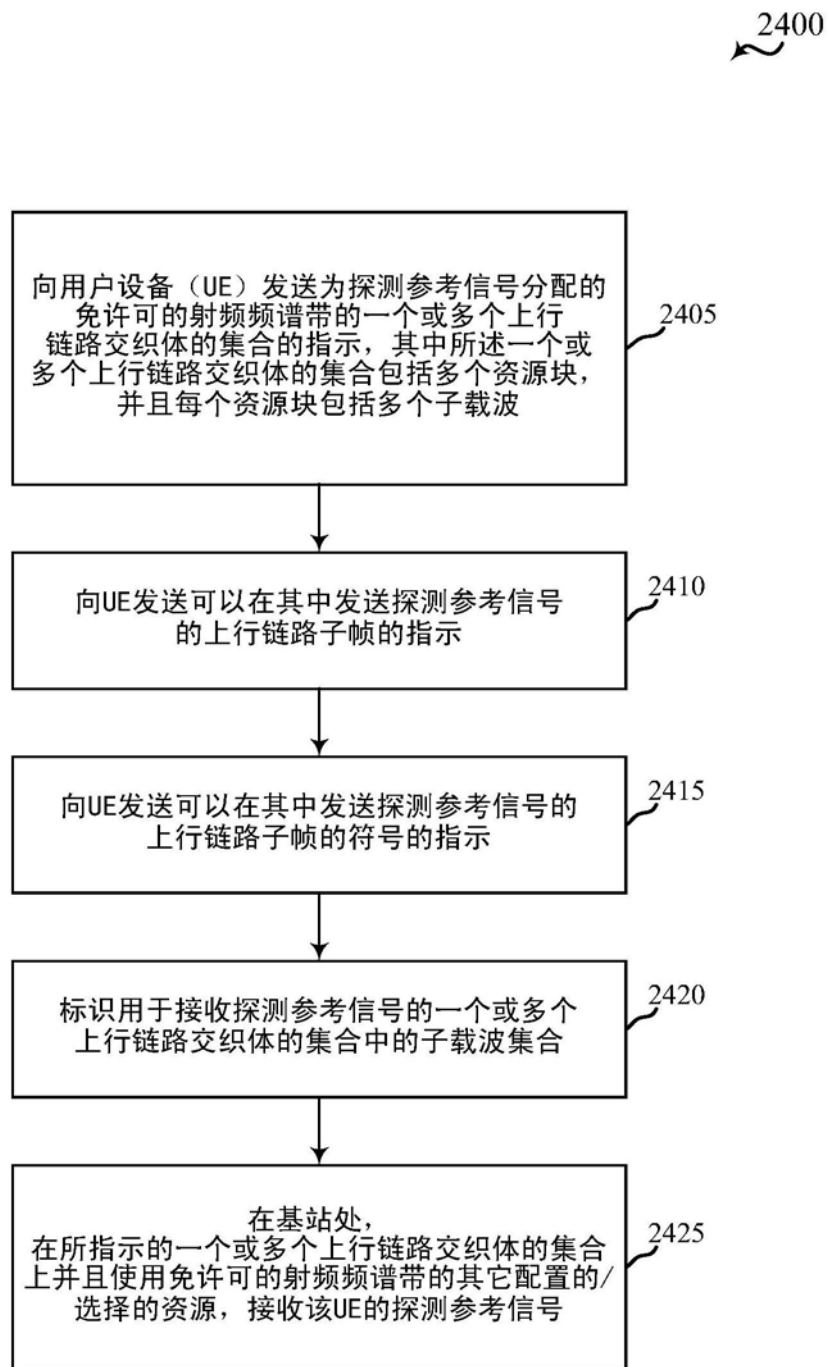 2400
向用户设备（UE）发送为探测参考信号分配的
免许可的射频频谱带的一个或多个上行
链路交织体的集合的指示，其中所述一个或
多个上行链路交织体的集合包括多个资源块，
并且每个资源块包括多个子载波
2405
向UE发送可以在其中发送探测参考信号
的上行链路子帧的指示
2410
向UE发送可以在其中发送探测参考信号的
上行链路子帧的符号的指示
2415
标识用于接收探测参考信号的一个或多个
上行链路交织体的集合中的子载波集合
2420
在基站处，
在所指示的一个或多个上行链路交织体的集合
上并且使用免许可的射频频谱带的其它配置的/
选择的资源，接收该UE的探测参考信号
2425